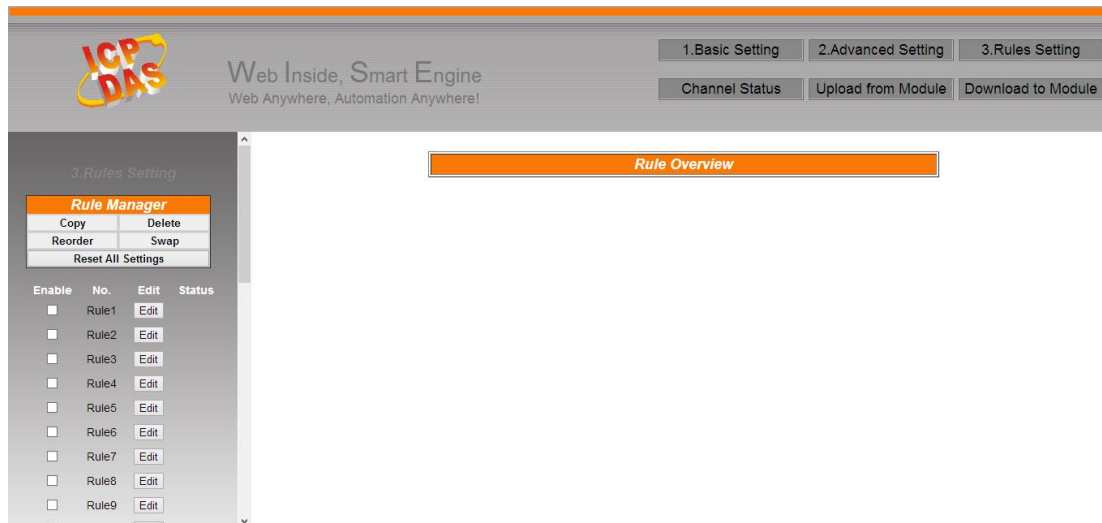 ICP
DAS
Web Inside, Smart Engine
Web Anywhere, Automation Anywhere!
1.Basic Setting 2.Advanced Setting 3.Rules Setting
Channel Status Upload from Module Download to Module
3.Rules Setting
Rule Manager
Copy Delete
Reorder Swap
Reset All Settings
Enable No. Edit Status
Rule1 Edit
Rule2 Edit
Rule3 Edit
Rule4 Edit
Rule5 Edit
Rule6 Edit
Rule7 Edit
Rule8 Edit
Rule9 Edit
Rule Overview